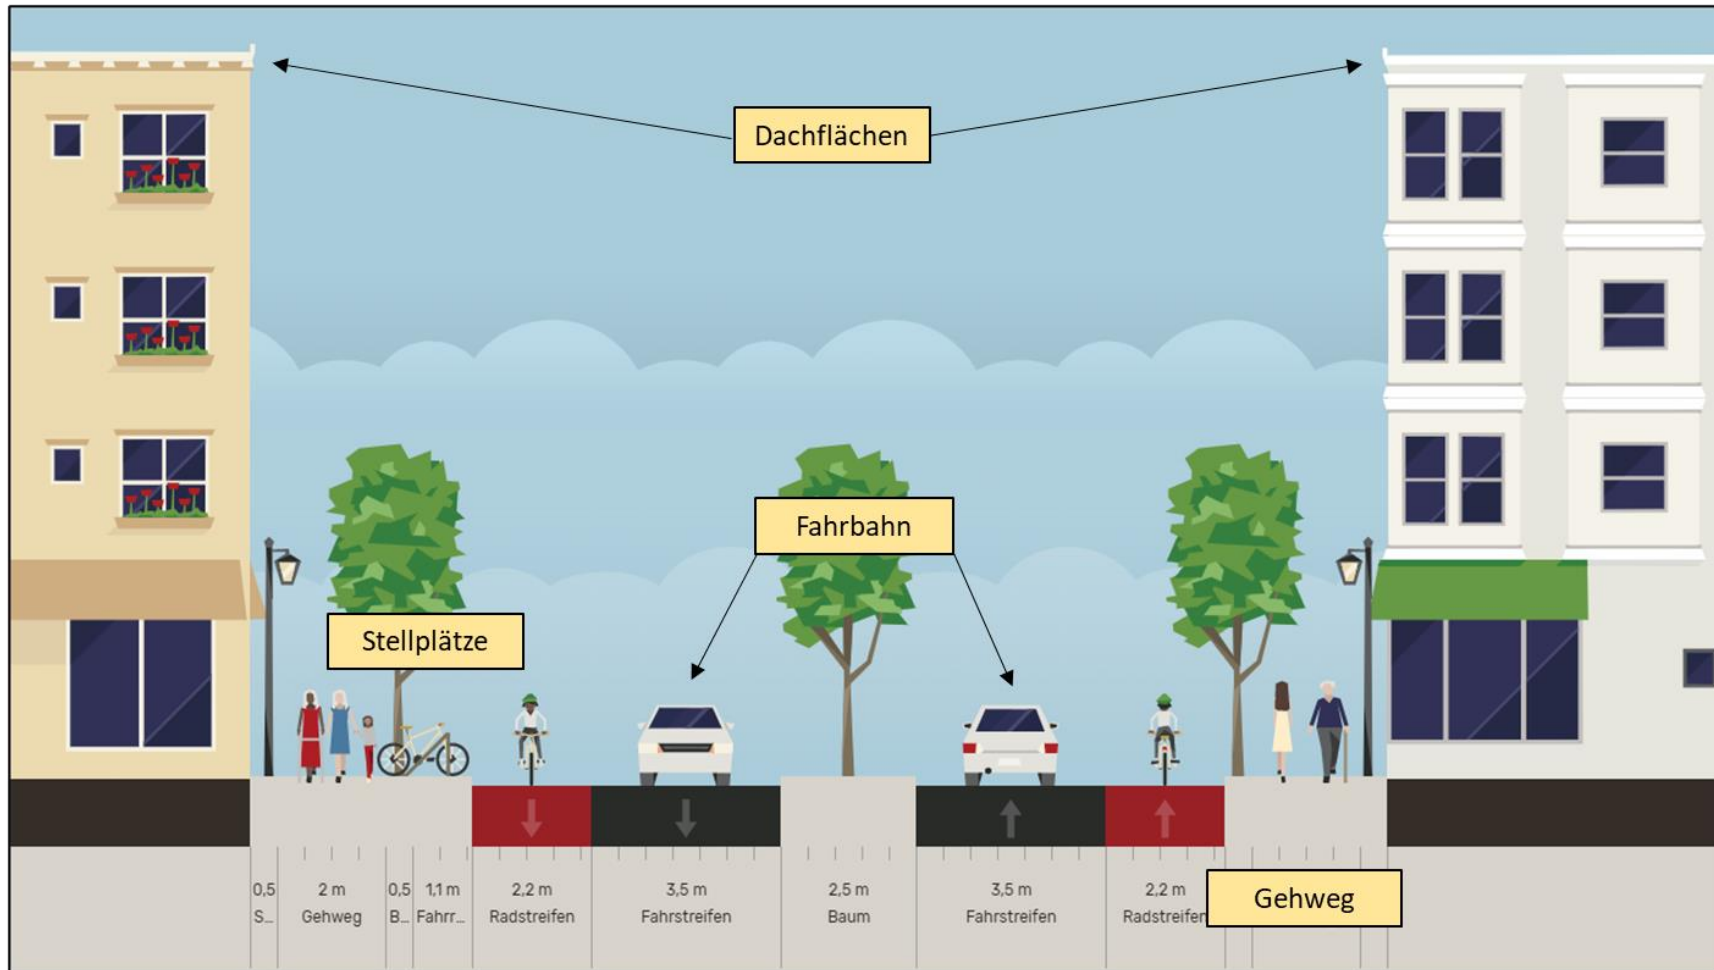 Dachflächen
Fahrbahn
Stellplätze
0,5
S...
2 m
Gehweg
0,5
B...
1,1 m
Fahrr...
2,2 m
Radstreifen
3,5 m
Fahrstreifen
2,5 m
Baum
3,5 m
Fahrstreifen
2,2 m
Radstreifen
Gehweg